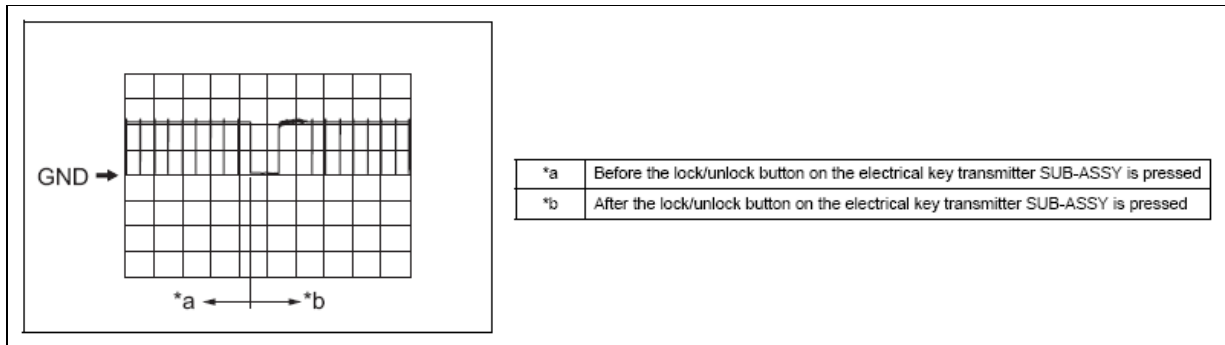 GND
*a *b
*a Before the lock/unlock button on the electrical key transmitter SUB-ASSY is pressed
*b After the lock/unlock button on the electrical key transmitter SUB-ASSY is pressed